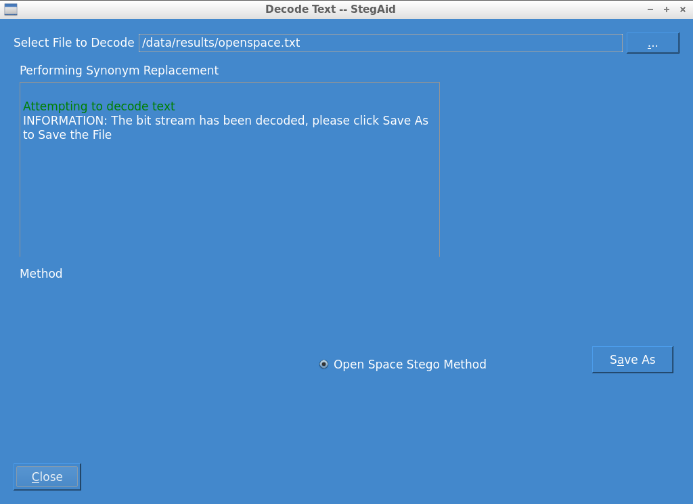 Decode Text -- StegAid
Select File to Decode /data/results/openspace.txt ...
Performing Synonym Replacement
Attempting to decode text
INFORMATION: The bit stream has been decoded, please click Save As
to Save the File
Method
Open Space Stego Method
Save As
Close